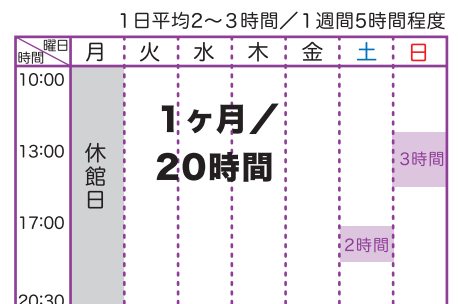 1日平均2〜3時間／1週間5時間程度
曜日
時間
月 火 水 木 金 土 日
10:00
1ヶ月／
20時間
13:00
休館日
3時間
17:00
2時間
20:30